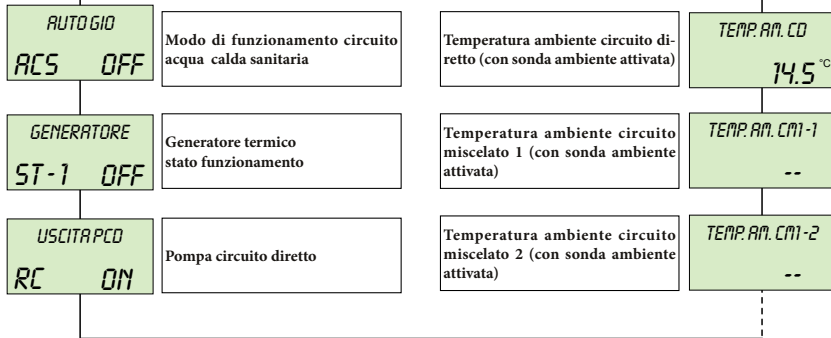 AUTO GIO
ACS OFF
Modo di funzionamento circuito
acqua calda sanitaria
GENERATORE
ST-1 OFF
Generatore termico
stato funzionamento
USCITA PCD
RC ON
Pompa circuito diretto
Temperatura ambiente circuito di-
retto (con sonda ambiente attivata)
TEMP. AM. CD
14.5 °C
Temperatura ambiente circuito
miscelato 1 (con sonda ambiente
attivata)
TEMP. AM. CM1-1
--
Temperatura ambiente circuito
miscelato 2 (con sonda ambiente
attivata)
TEMP. AM. CM1-2
--